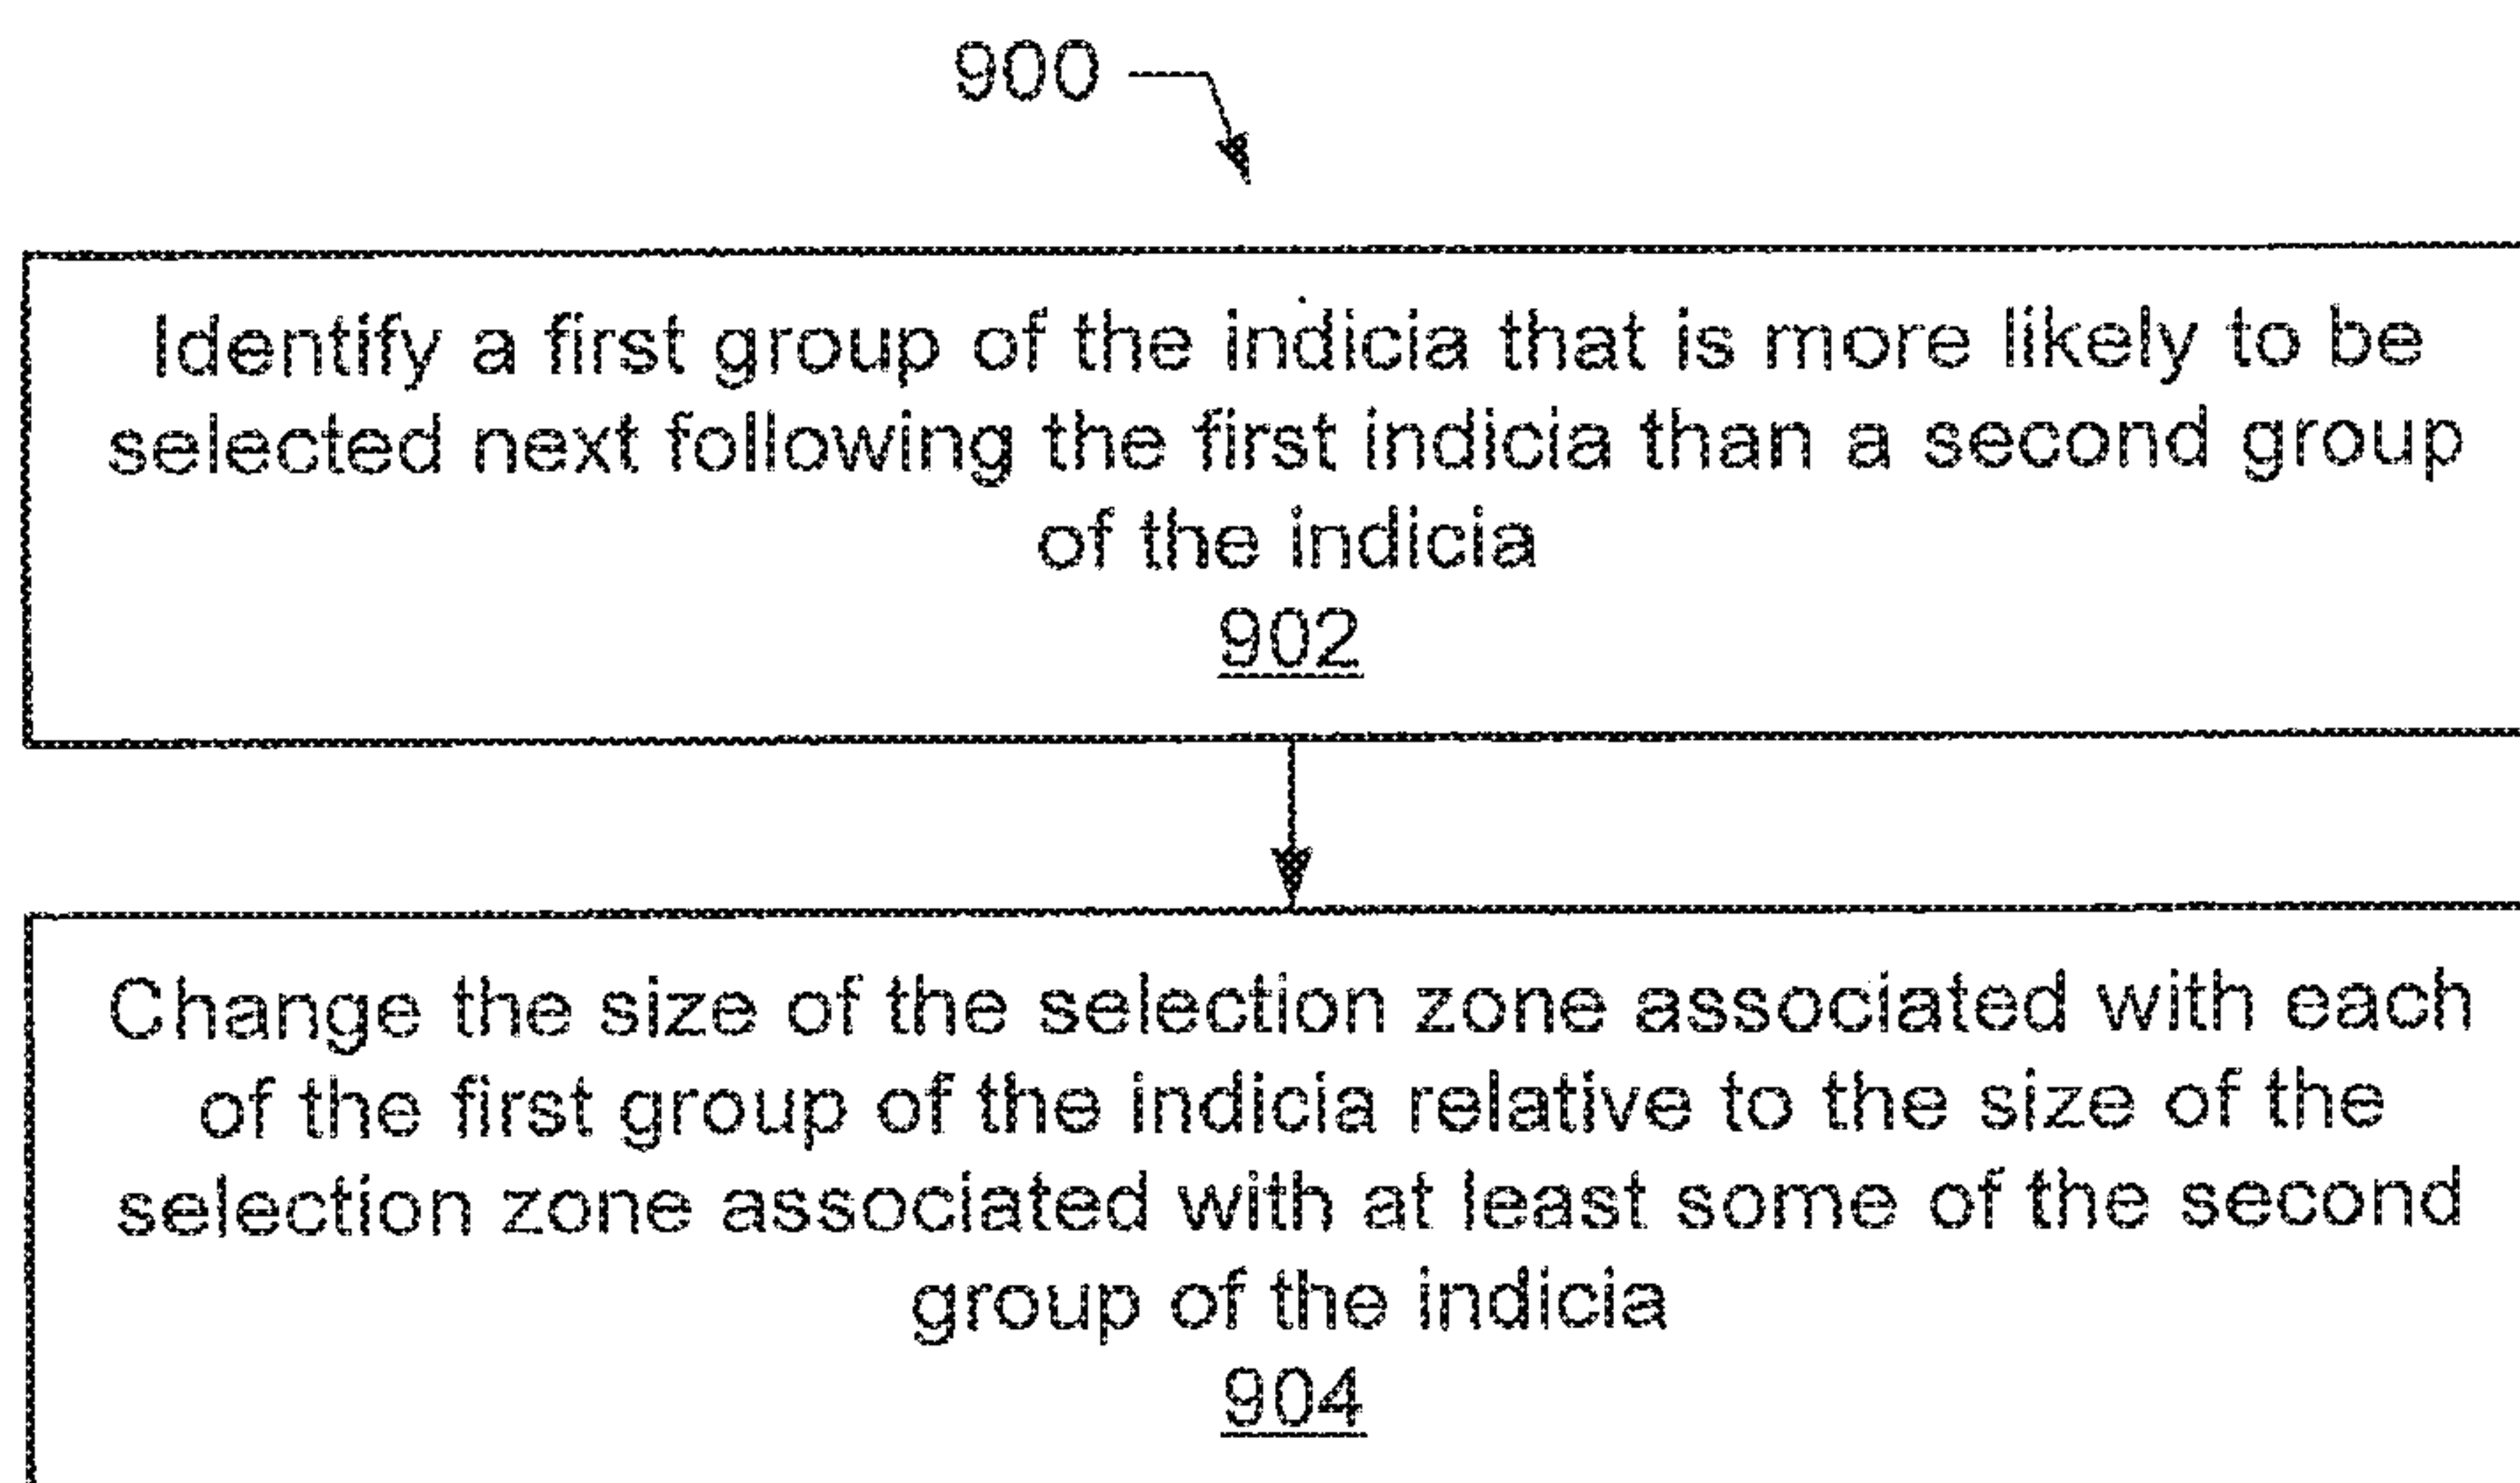 900
Identify a first group of the indicia that is more likely to be
selected next following the first indicia than a second group
of the indicia
902
Change the size of the selection zone associated with each
of the first group of the indicia relative to the size of the
selection zone associated with at least some of the second
group of the indicia
904